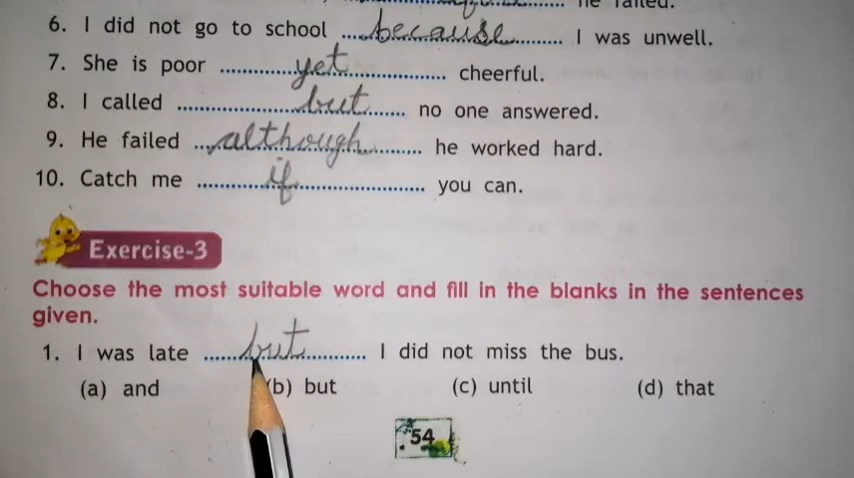 he failed.
6. I did not go to school ...because... I was unwell.
7. She is poor ...yet... cheerful.
8. I called ...but... no one answered.
9. He failed ...although... he worked hard.
10. Catch me ...if... you can.
Exercise-3
Choose the most suitable word and fill in the blanks in the sentences
given.
1. I was late ...but... I did not miss the bus.
(a) and (b) but (c) until (d) that
54